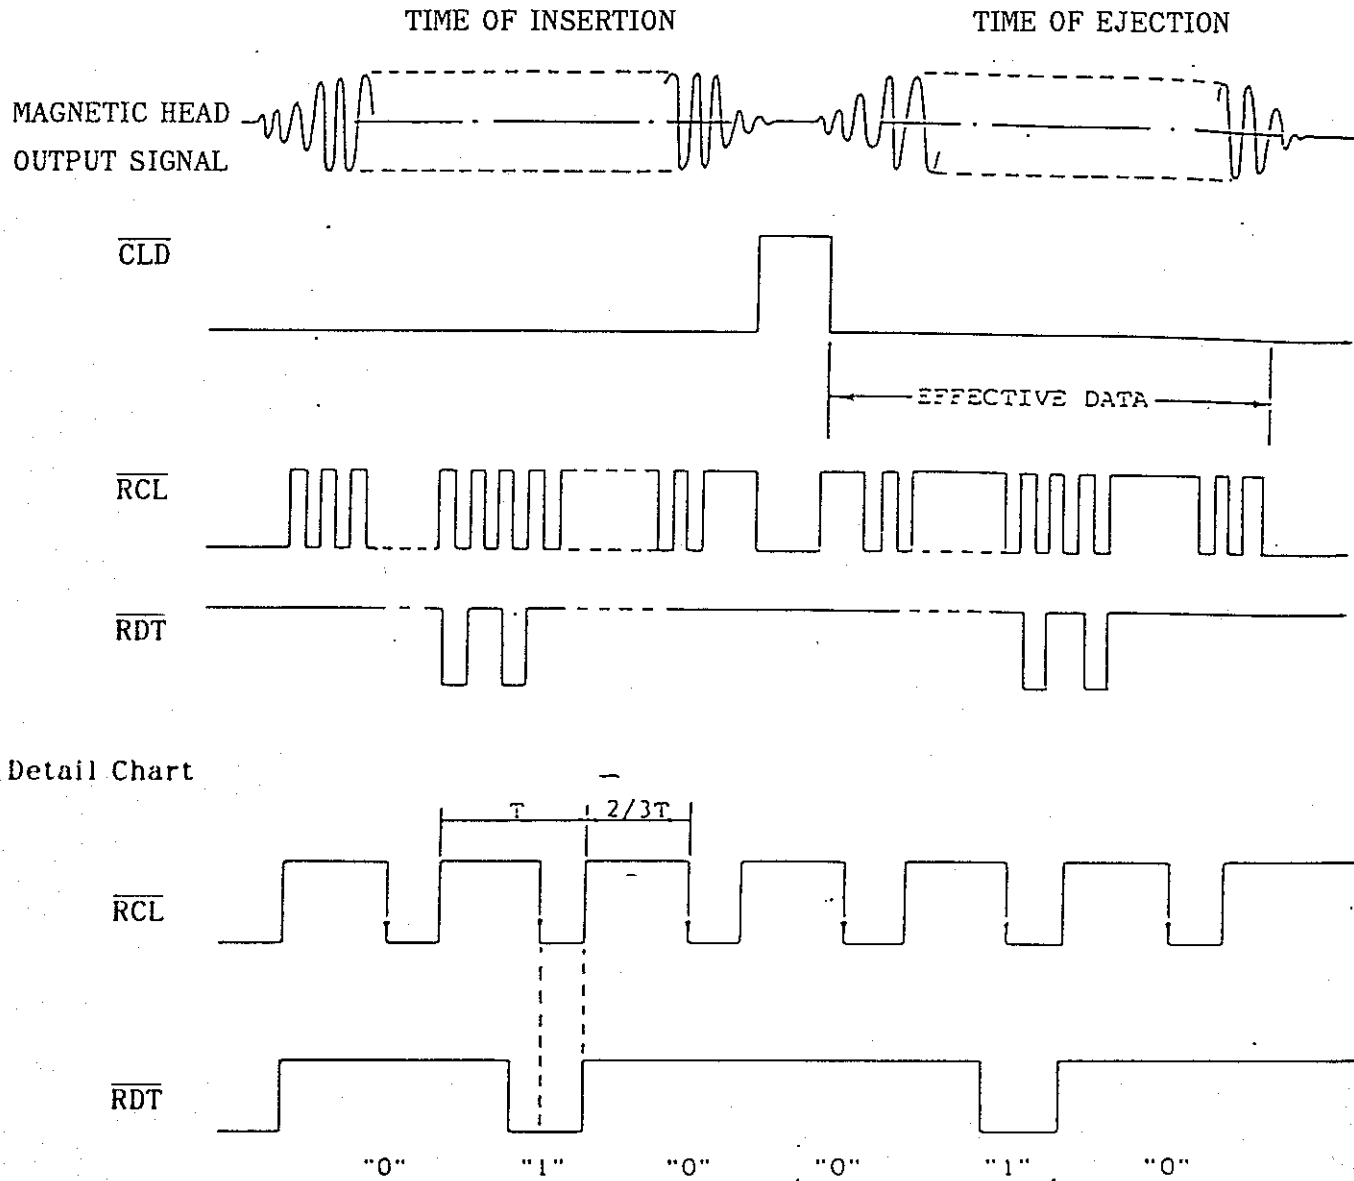 TIME OF INSERTION
TIME OF EJECTION
MAGNETIC HEAD
OUTPUT SIGNAL
CLD
EFFECTIVE DATA
RCL
RDT
Detail Chart
T
2/3T
RCL
RDT
"0" "1" "0" "0" "1" "0"